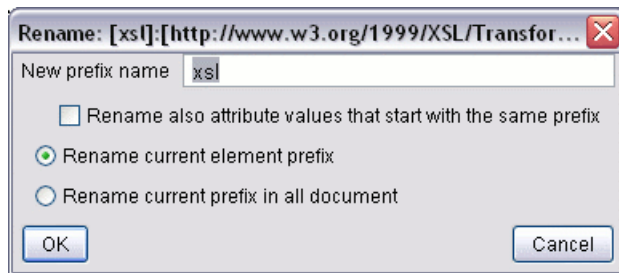 Rename: [xsl]:[http://www.w3.org/1999/XSL/Transfor...
New prefix name xsl
Rename also attribute values that start with the same prefix
Rename current element prefix
Rename current prefix in all document
OK Cancel